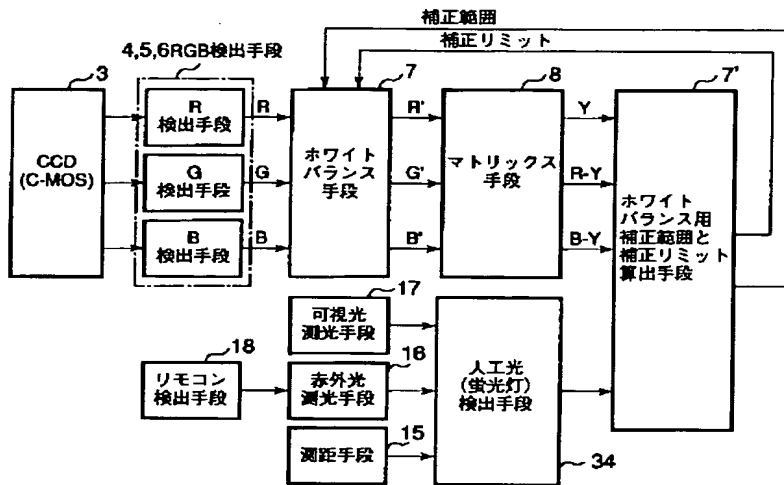 補正範囲
補正リミット
4,5,6RGB検出手段
3
7
8
7'
CCD
(C-MOS)
R
検出手段
R
G
検出手段
G
B
検出手段
B
ホワイト
バランス
手段
R'
G'
B'
マトリックス
手段
Y
R-Y
B-Y
ホワイト
バランス用
補正範囲と
補正リミット
算出手段
17
可視光
測光手段
18
リモコン
検出手段
16
赤外光
測光手段
15
測距手段
人工光
(蛍光灯)
検出手段
34